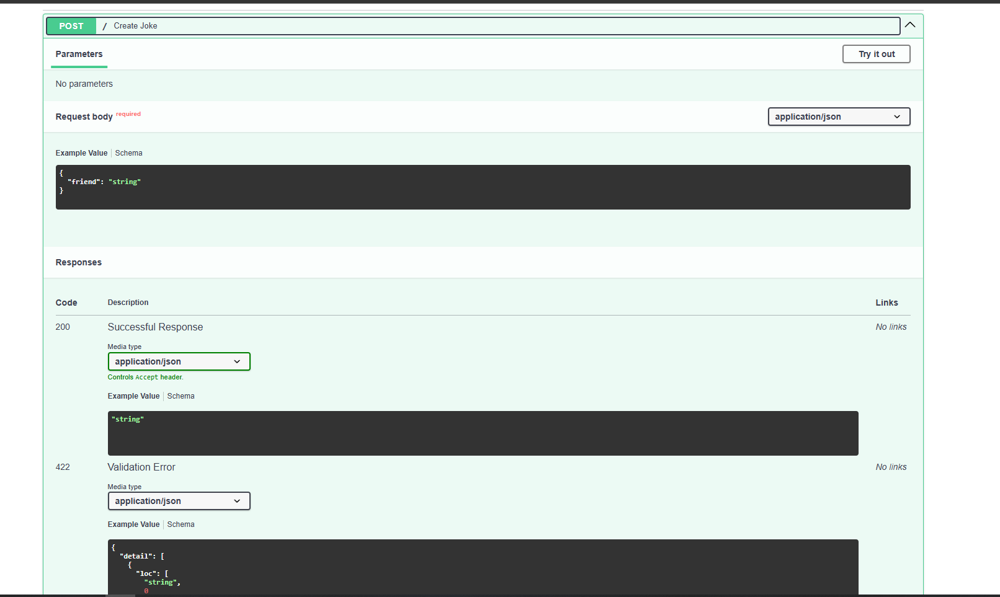 POST / Create Joke
Parameters
Try it out
No parameters
Request body required
application/json
Example Value Schema
{
  "friend": "string"
}
Responses
Code Description Links
200 Successful Response No links
Media type
application/json
Controls Accept header.
Example Value Schema
"string"
422 Validation Error No links
Media type
application/json
Example Value Schema
{
  "detail": [
    {
      "loc": [
        "string",
        0